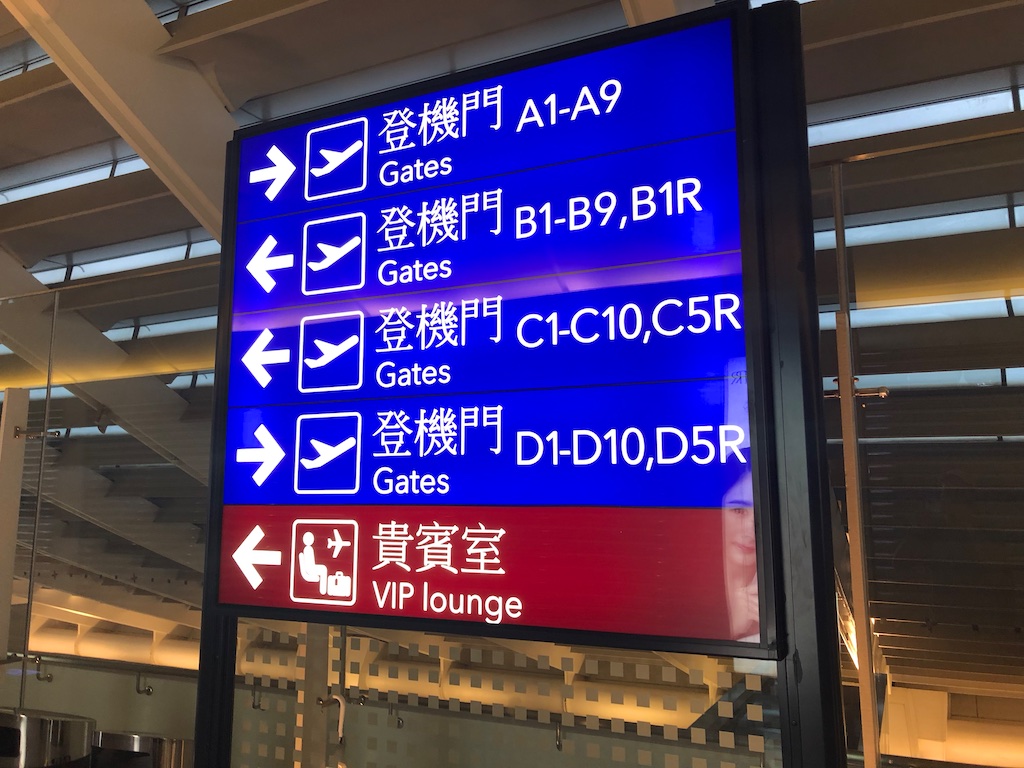 登機門 A1-A9
Gates
登機門 B1-B9,B1R
Gates
登機門 C1-C10,C5R
Gates
登機門 D1-D10,D5R
Gates
貴賓室
VIP lounge